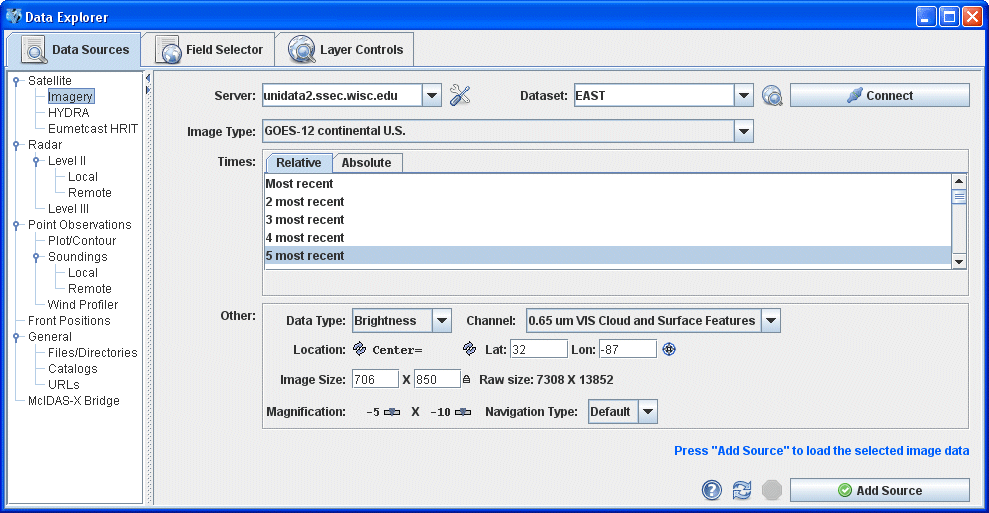 Data Explorer
Data Sources Field Selector Layer Controls
Satellite
Imagery
HYDRA
Eumetcast HRIT
Radar
Level II
Local
Remote
Level III
Point Observations
Plot/Contour
Soundings
Local
Remote
Wind Profiler
Front Positions
General
Files/Directories
Catalogs
URLs
McIDAS-X Bridge
Server: unidata2.ssec.wisc.edu Dataset: EAST Connect
Image Type: GOES-12 continental U.S.
Times: Relative Absolute
Most recent
2 most recent
3 most recent
4 most recent
5 most recent
Other: Data Type: Brightness Channel: 0.65 um VIS Cloud and Surface Features
Location: Center= Lat: 32 Lon: -87
Image Size: 706 X 850 Raw size: 7308 X 13852
Magnification: -5 X -10 Navigation Type: Default
Press "Add Source" to load the selected image data
? Add Source